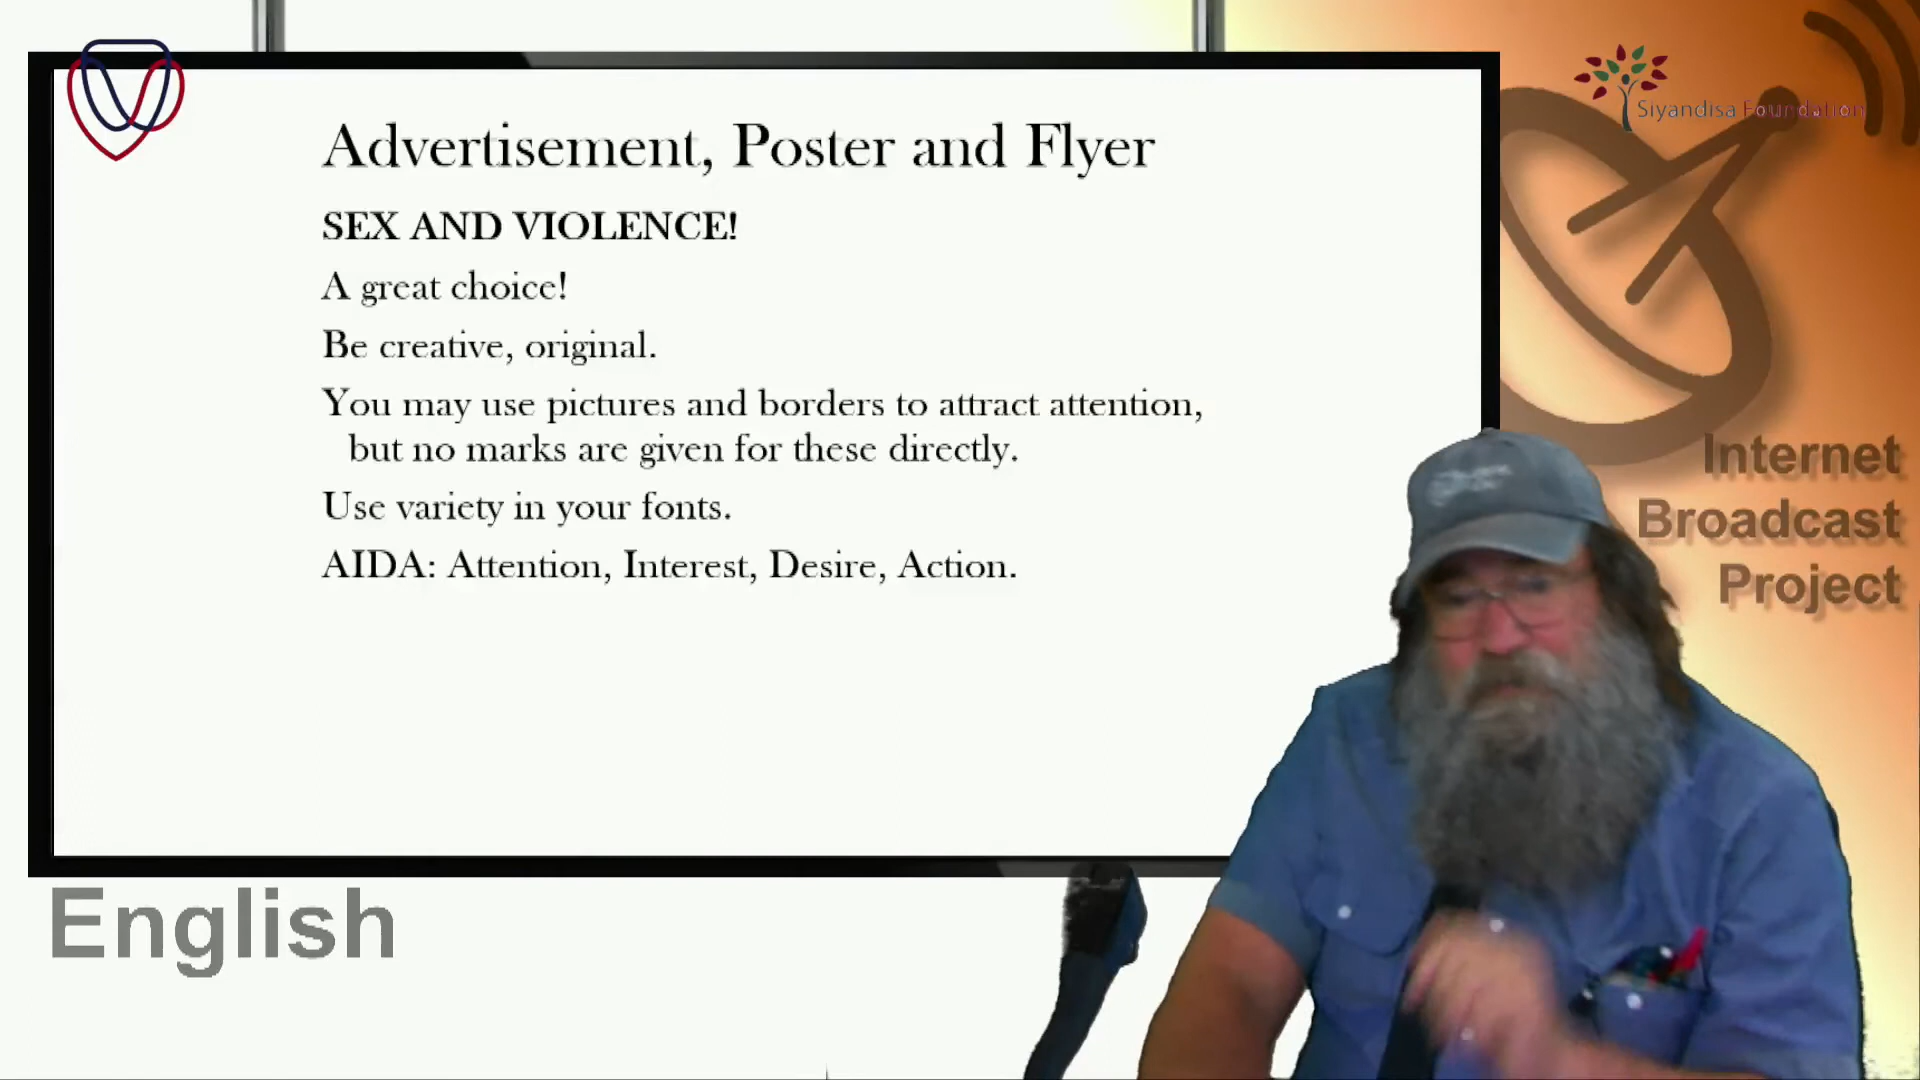 Advertisement, Poster and Flyer
SEX AND VIOLENCE!
A great choice!
Be creative, original.
You may use pictures and borders to attract attention,
but no marks are given for these directly.
Use variety in your fonts.
AIDA: Attention, Interest, Desire, Action.
Siyandisa Foundation
Internet
Broadcast
Project
English